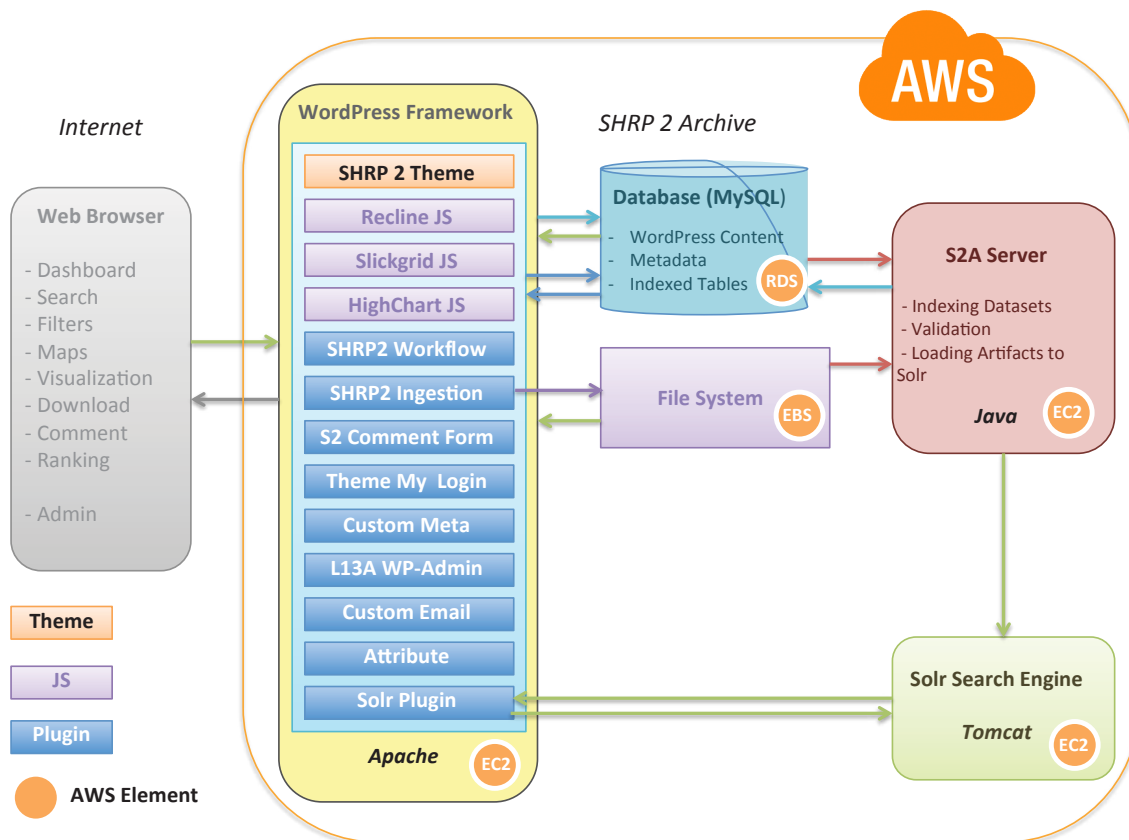 AWS
Internet
Web Browser
- Dashboard
- Search
- Filters
- Maps
- Visualization
- Download
- Comment
- Ranking
- Admin
Theme
JS
Plugin
AWS Element
WordPress Framework
SHRP 2 Theme
Recline JS
Slickgrid JS
HighChart JS
SHRP2 Workflow
SHRP2 Ingestion
S2 Comment Form
Theme My Login
Custom Meta
L13A WP-Admin
Custom Email
Attribute
Solr Plugin
Apache
EC2
SHRP 2 Archive
Database (MySQL)
- WordPress Content
- Metadata
- Indexed Tables
RDS
File System
EBS
S2A Server
- Indexing Datasets
- Validation
- Loading Artifacts to
Solr
Java
EC2
Solr Search Engine
Tomcat
EC2